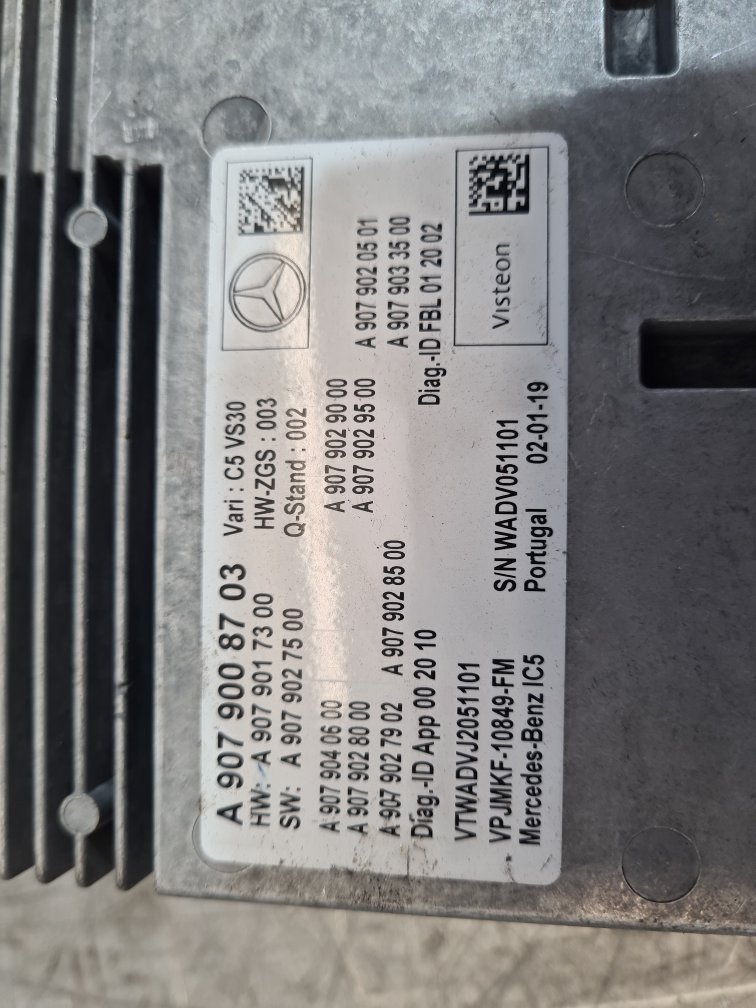 A 907 900 87 03
Vari : C5 VS30
HW: A 907 901 73 00
HW-ZGS : 003
SW: A 907 902 75 00
Q-Stand : 002
A 907 904 06 00
A 907 902 90 00
A 907 902 80 00
A 907 902 95 00
A 907 902 05 01
A 907 902 79 02
A 907 902 85 00
A 907 903 35 00
Diag.-ID App 00 20 10
Diag.-ID FBL 01 20 02
VTWADVJ2051101
VPJMKF-10849-FM
S/N WADV051101
Mercedes-Benz IC5
Portugal 02-01-19
Visteon